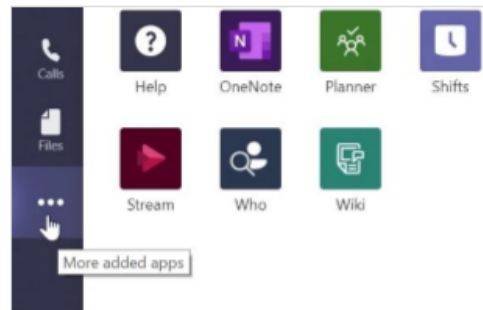 Calls
Help OneNote Planner Shifts
Files
Stream Who Wiki
More added apps